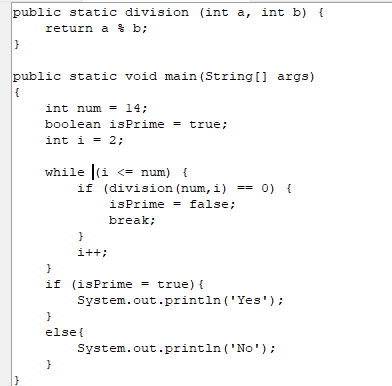 public static division (int a, int b) {
    return a % b;
}

public static void main(String[] args)
{
    int num = 14;
    boolean isPrime = true;
    int i = 2;

    while (i <= num) {
        if (division(num,i) == 0) {
            isPrime = false;
            break;
        }
        i++;
    }
    if (isPrime = true){
        System.out.println('Yes');
    }
    else{
        System.out.println('No');
    }
}